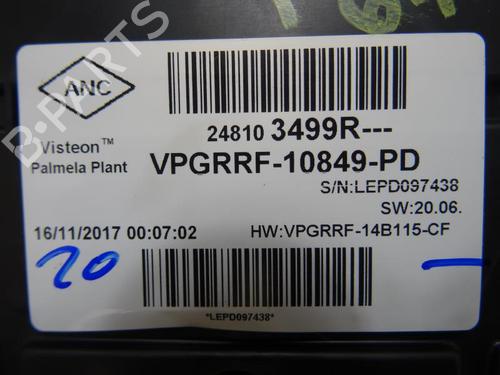 ANC
Visteon™
Palmela Plant
24810 3499R---
VPGRRF-10849-PD
S/N:LEPD097438
SW:20.06.
16/11/2017 00:07:02
HW:VPGRRF-14B115-CF
20
*LEPD097438*
B-PARTS